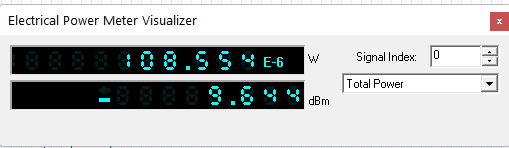 Electrical Power Meter Visualizer
x
108.554 E-6 W
Signal Index: 0
-9.644 dBm
Total Power